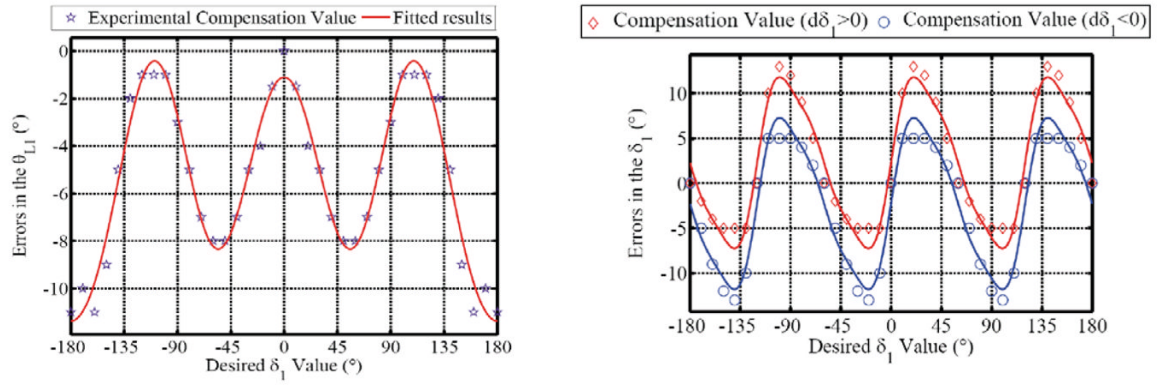 Experimental Compensation Value Fitted results
0
-2
-4
-6
-8
-10
Errors in the θL1 (°)
-180 -135 -90 -45 0 45 90 135 180
Desired δ1 Value (°)
Compensation Value (dδ1>0) Compensation Value (dδ1<0)
10
5
0
-5
-10
Errors in the δ1 (°)
-180 -135 -90 -45 0 45 90 135 180
Desired δ1 Value (°)